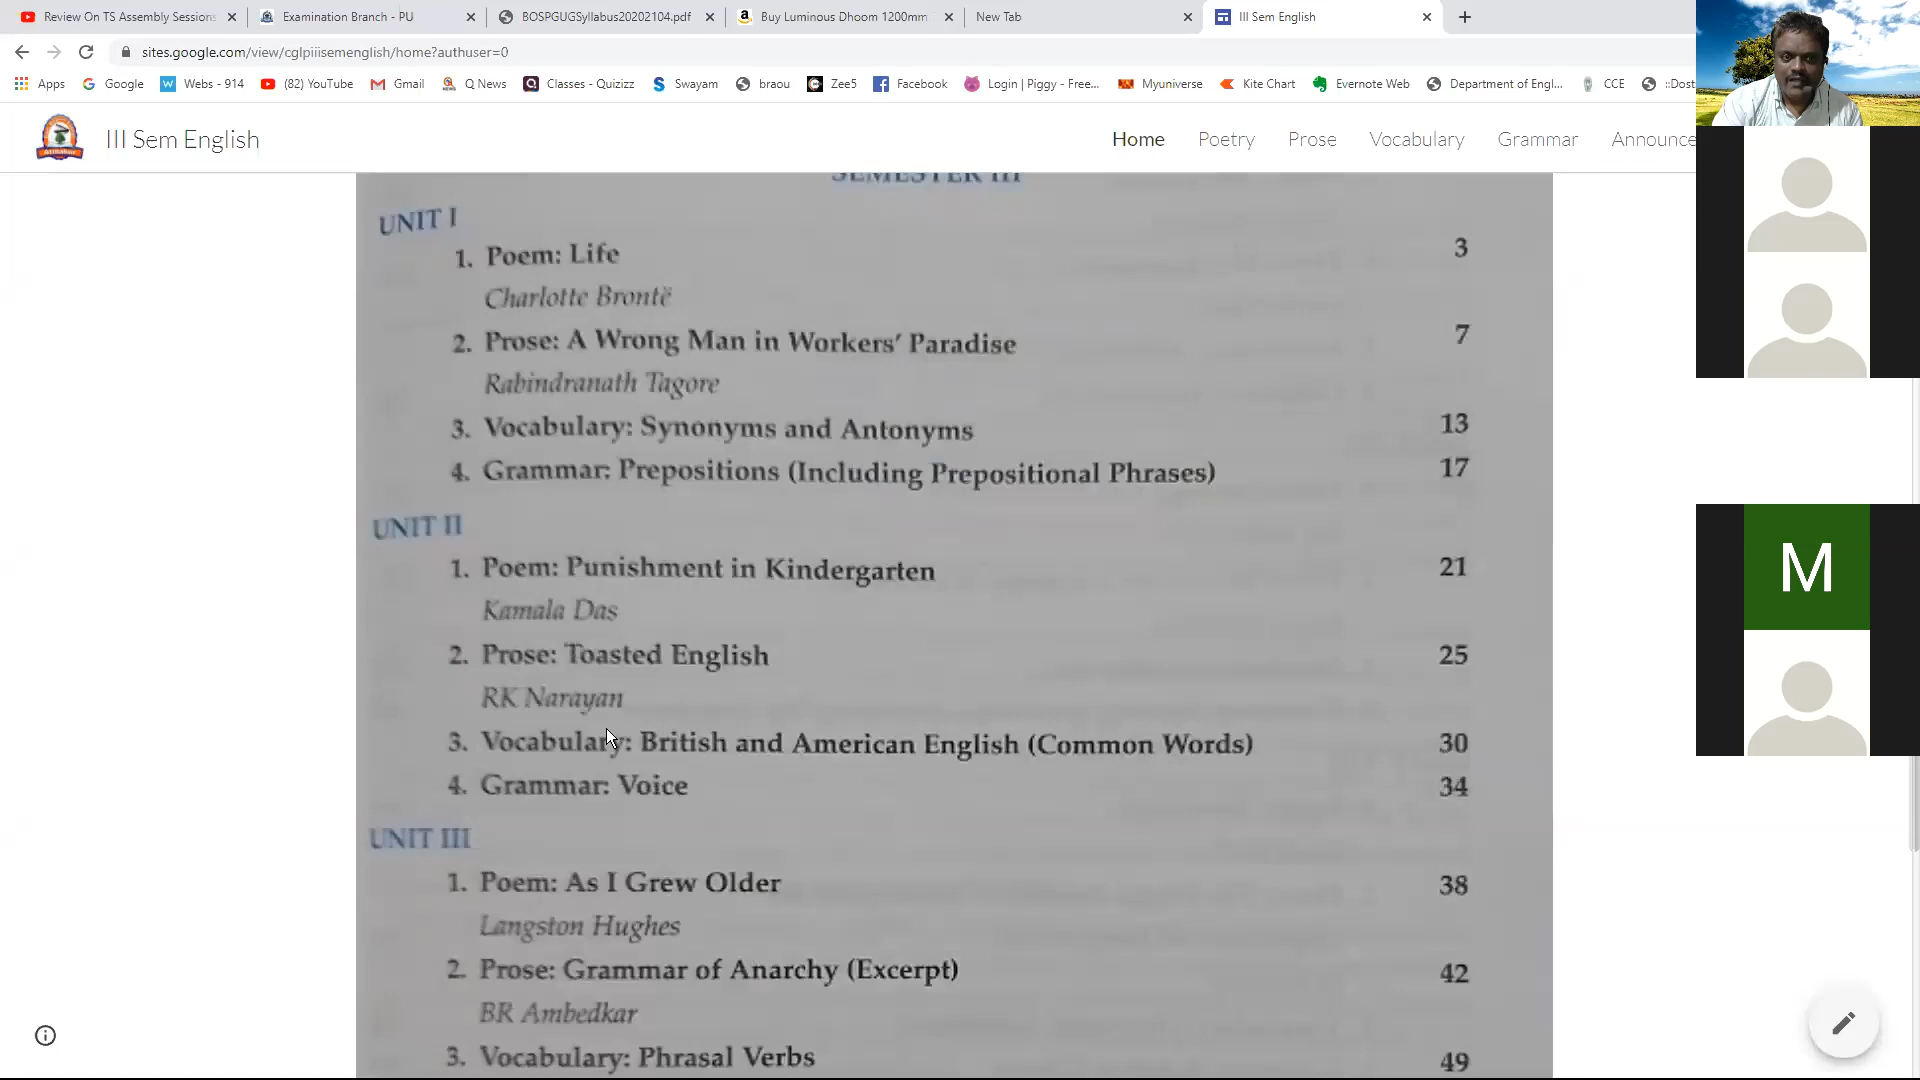 Review On TS Assembly Sessions
Examination Branch - PU
BOSPGUGSyllabus20202104.pdf
Buy Luminous Dhoom 1200mm
New Tab
III Sem English
sites.google.com/view/cglpiiisemenglish/home?authuser=0
Apps
Google
Webs - 914
(82) YouTube
Gmail
Q News
Classes - Quizizz
Swayam
braou
Zee5
Facebook
Login | Piggy - Free...
Myuniverse
Kite Chart
Evernote Web
Department of Engl...
CCE
::Dost
III Sem English
Home
Poetry
Prose
Vocabulary
Grammar
Announce
SEMESTER III
UNIT I
1. Poem: Life 3
Charlotte Brontë
2. Prose: A Wrong Man in Workers' Paradise 7
Rabindranath Tagore
3. Vocabulary: Synonyms and Antonyms 13
4. Grammar: Prepositions (Including Prepositional Phrases) 17
UNIT II
1. Poem: Punishment in Kindergarten 21
Kamala Das
2. Prose: Toasted English 25
RK Narayan
3. Vocabulary: British and American English (Common Words) 30
4. Grammar: Voice 34
UNIT III
1. Poem: As I Grew Older 38
Langston Hughes
2. Prose: Grammar of Anarchy (Excerpt) 42
BR Ambedkar
3. Vocabulary: Phrasal Verbs 49
M